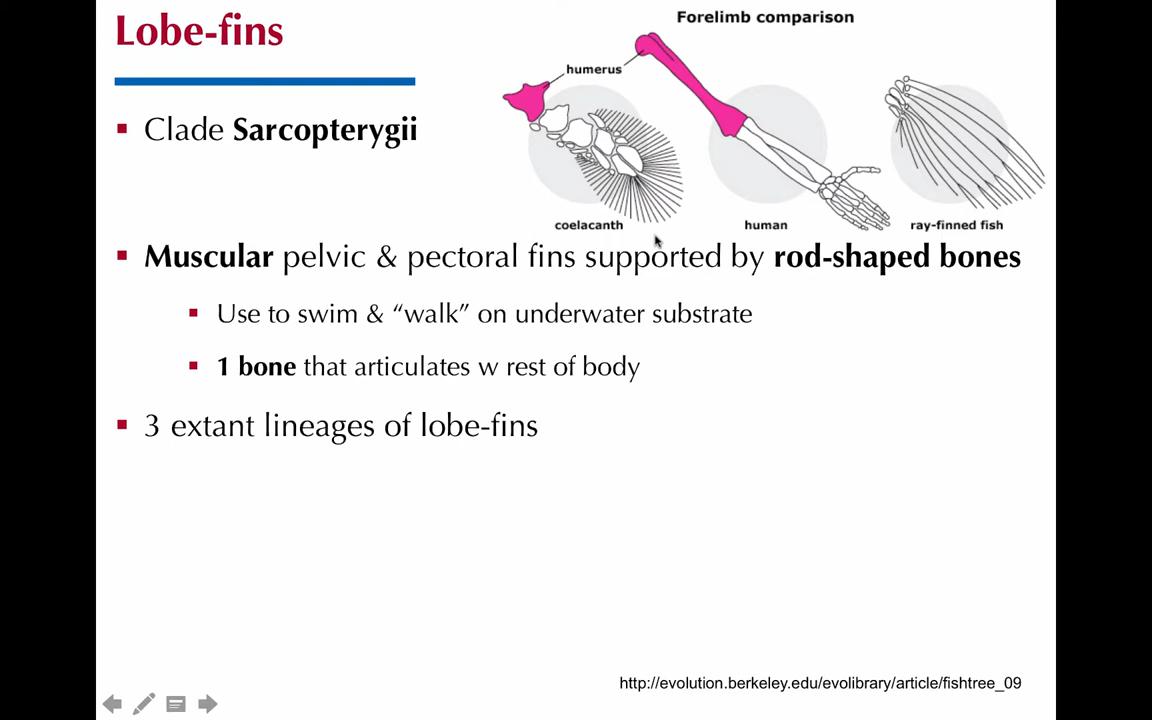 Lobe-fins
Forelimb comparison
humerus
coelacanth
human
ray-finned fish
Clade Sarcopterygii
Muscular pelvic & pectoral fins supported by rod-shaped bones
Use to swim & “walk” on underwater substrate
1 bone that articulates w rest of body
3 extant lineages of lobe-fins
http://evolution.berkeley.edu/evolibrary/article/fishtree_09